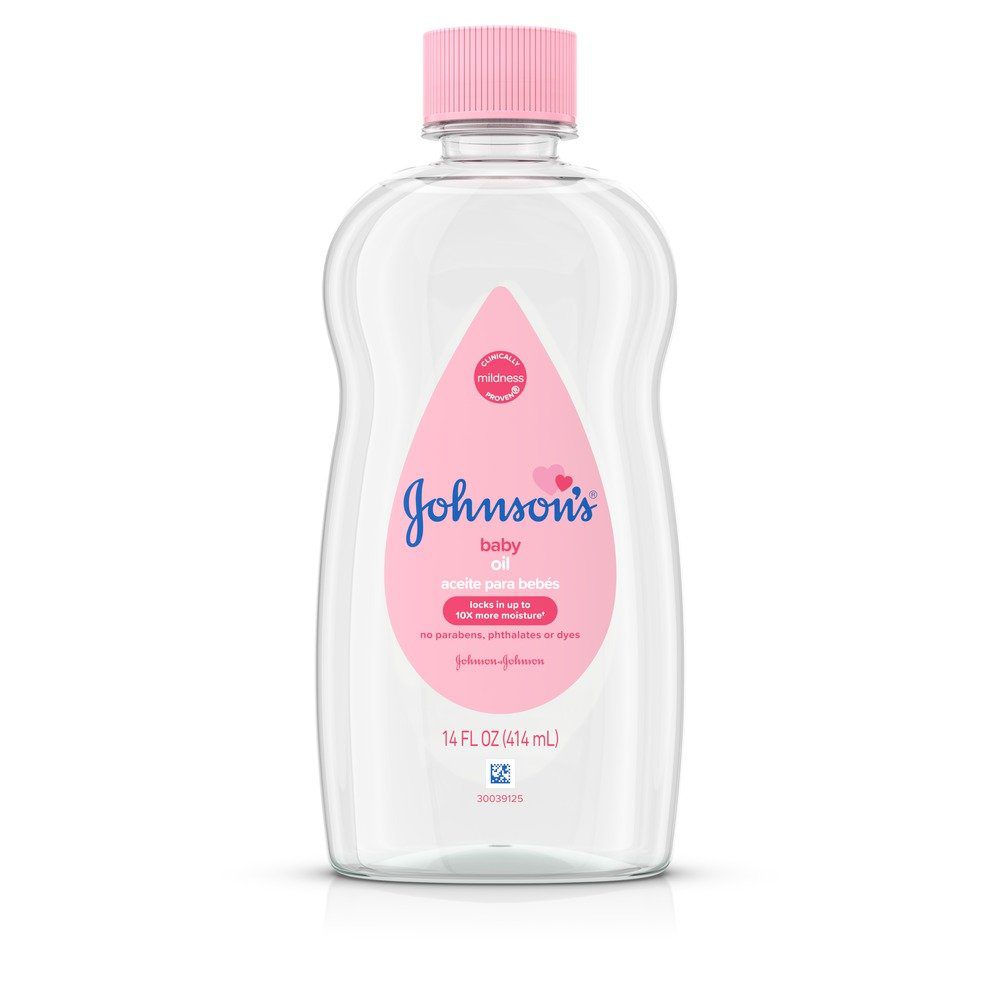 CLINICALLY
mildness
PROVEN®
Johnson's®
baby
oil
aceite para bebés
locks in up to
10X more moisture†
no parabens, phthalates or dyes
Johnson & Johnson
14 FL OZ (414 mL)
30039125